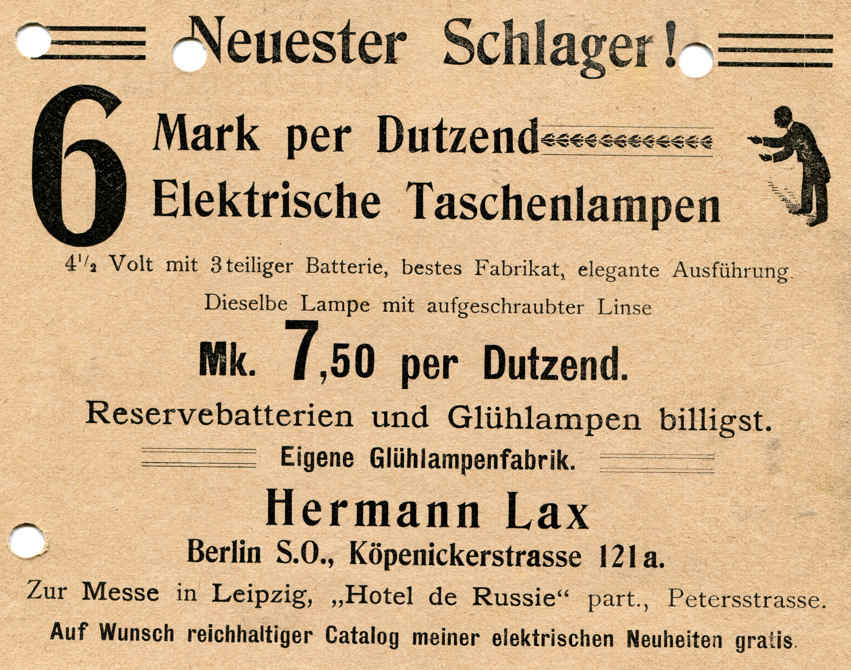 Neuester Schlager!
6 Mark per Dutzend
Elektrische Taschenlampen
4½ Volt mit 3teiliger Batterie, bestes Fabrikat, elegante Ausführung.
Dieselbe Lampe mit aufgeschraubter Linse
Mk. 7,50 per Dutzend.
Reservebatterien und Glühlampen billigst.
Eigene Glühlampenfabrik.
Hermann Lax
Berlin S.O., Köpenickerstrasse 121a.
Zur Messe in Leipzig, „Hotel de Russie“ part., Petersstrasse.
Auf Wunsch reichhaltiger Catalog meiner elektrischen Neuheiten gratis.